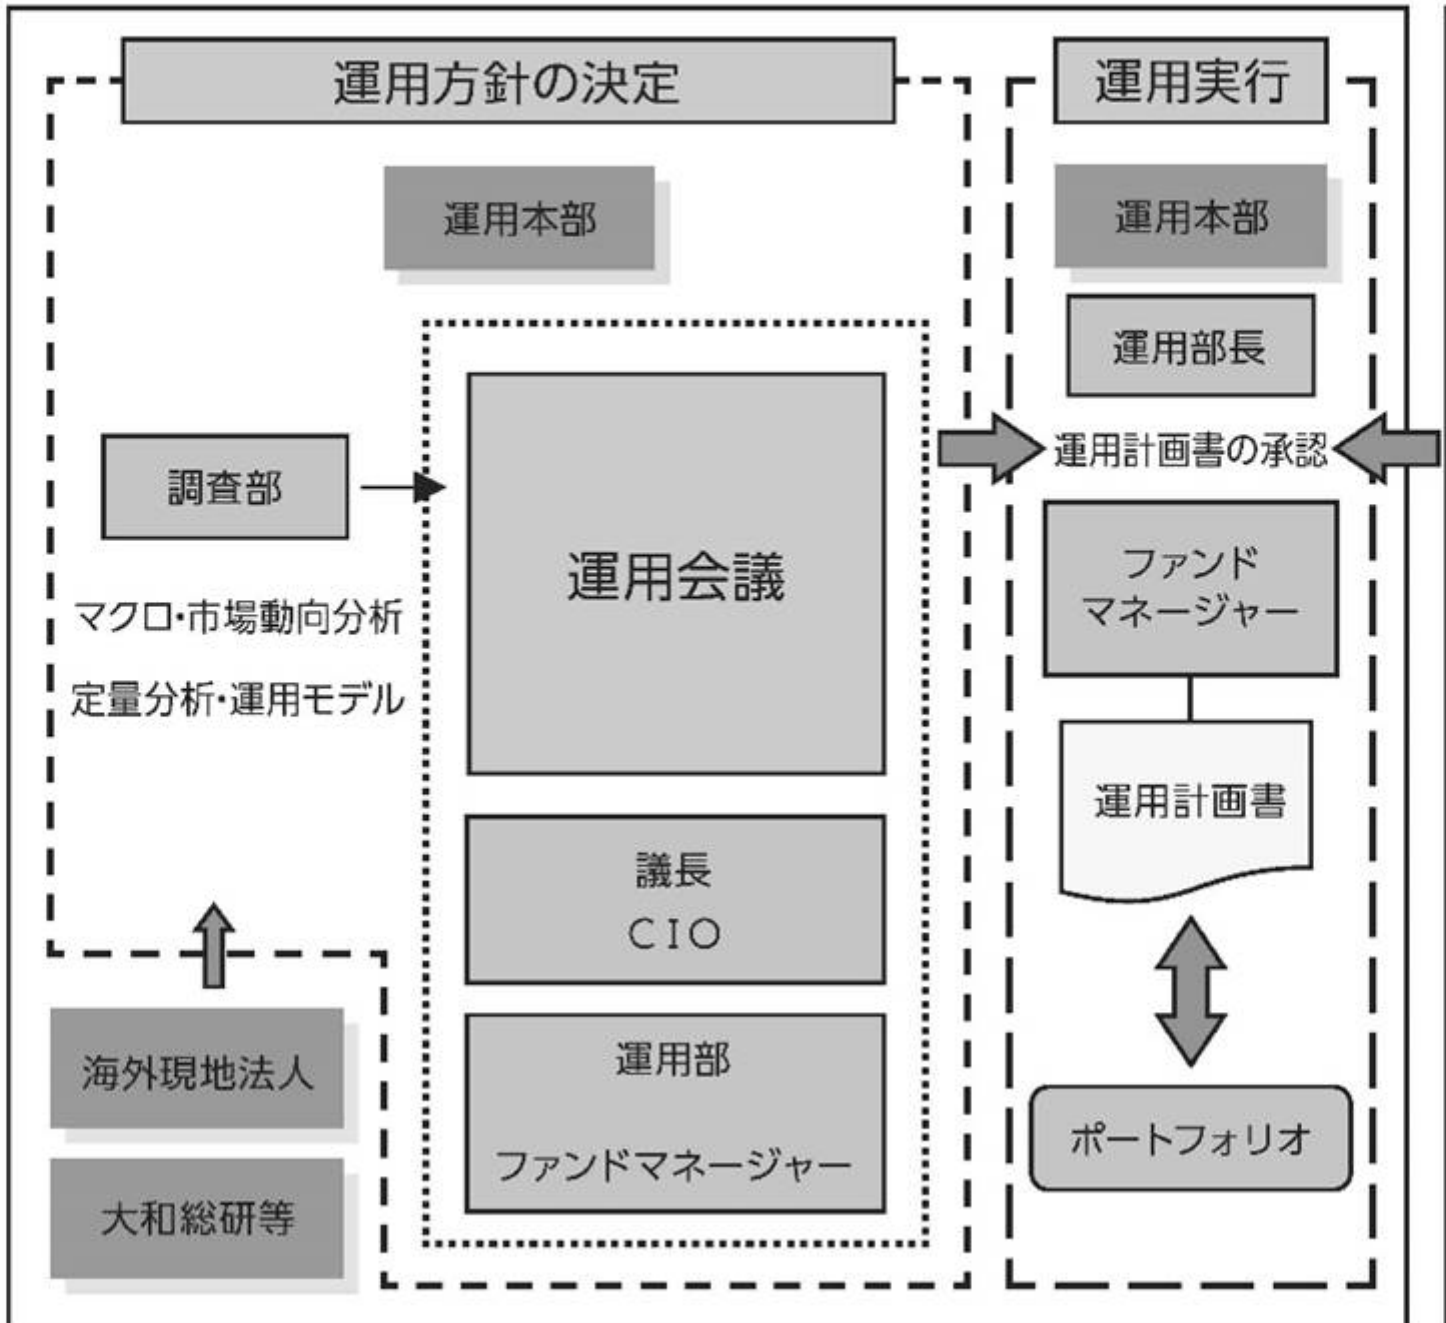 運用方針の決定
運用本部
調査部
マクロ・市場動向分析
定量分析・運用モデル
運用会議
議長
CIO
運用部
ファンドマネージャー
海外現地法人
大和総研等
運用実行
運用本部
運用部長
運用計画書の承認
ファンド
マネージャー
運用計画書
ポートフォリオ